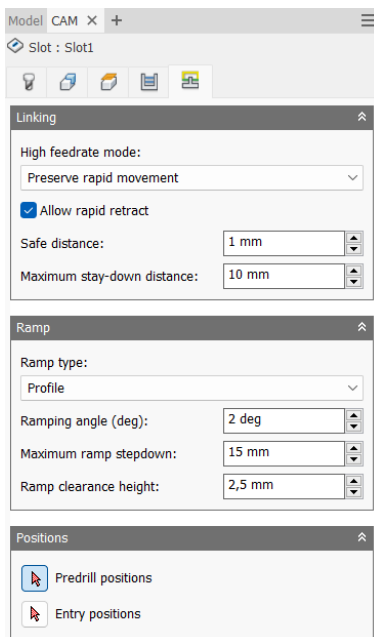 Model CAM
Slot : Slot1
Linking
High feedrate mode:
Preserve rapid movement
Allow rapid retract
Safe distance: 1 mm
Maximum stay-down distance: 10 mm
Ramp
Ramp type:
Profile
Ramping angle (deg): 2 deg
Maximum ramp stepdown: 15 mm
Ramp clearance height: 2,5 mm
Positions
Predrill positions
Entry positions